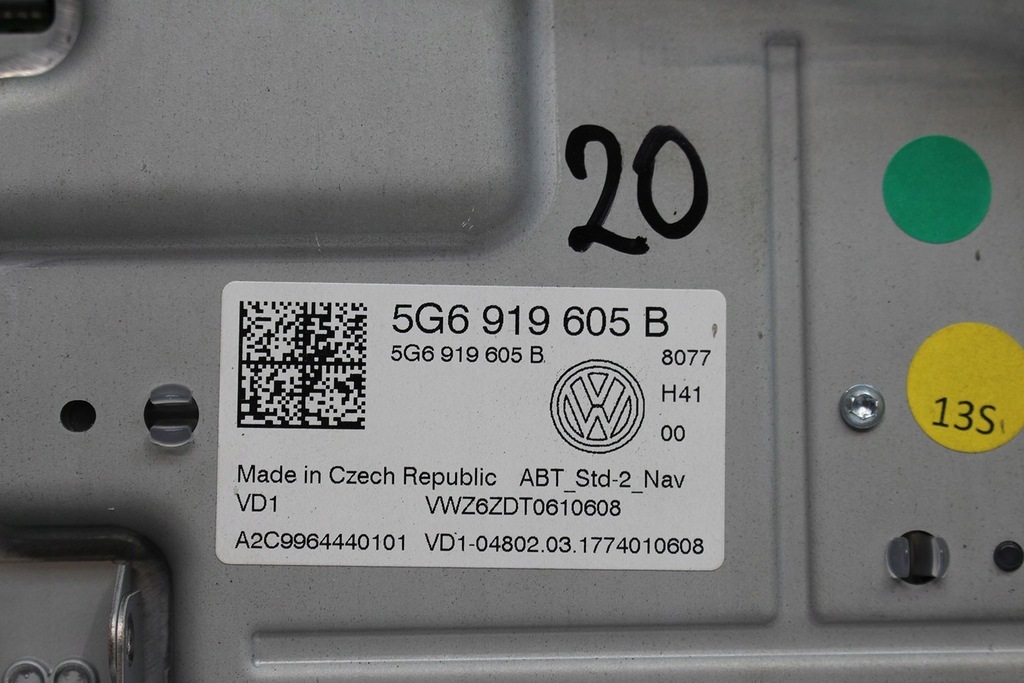 20
5G6 919 605 B
5G6 919 605 B
8077
H41
00
Made in Czech Republic ABT_Std-2_Nav
VD1 VWZ6ZDT0610608
A2C9964440101 VD1-04802.03.1774010608
13S